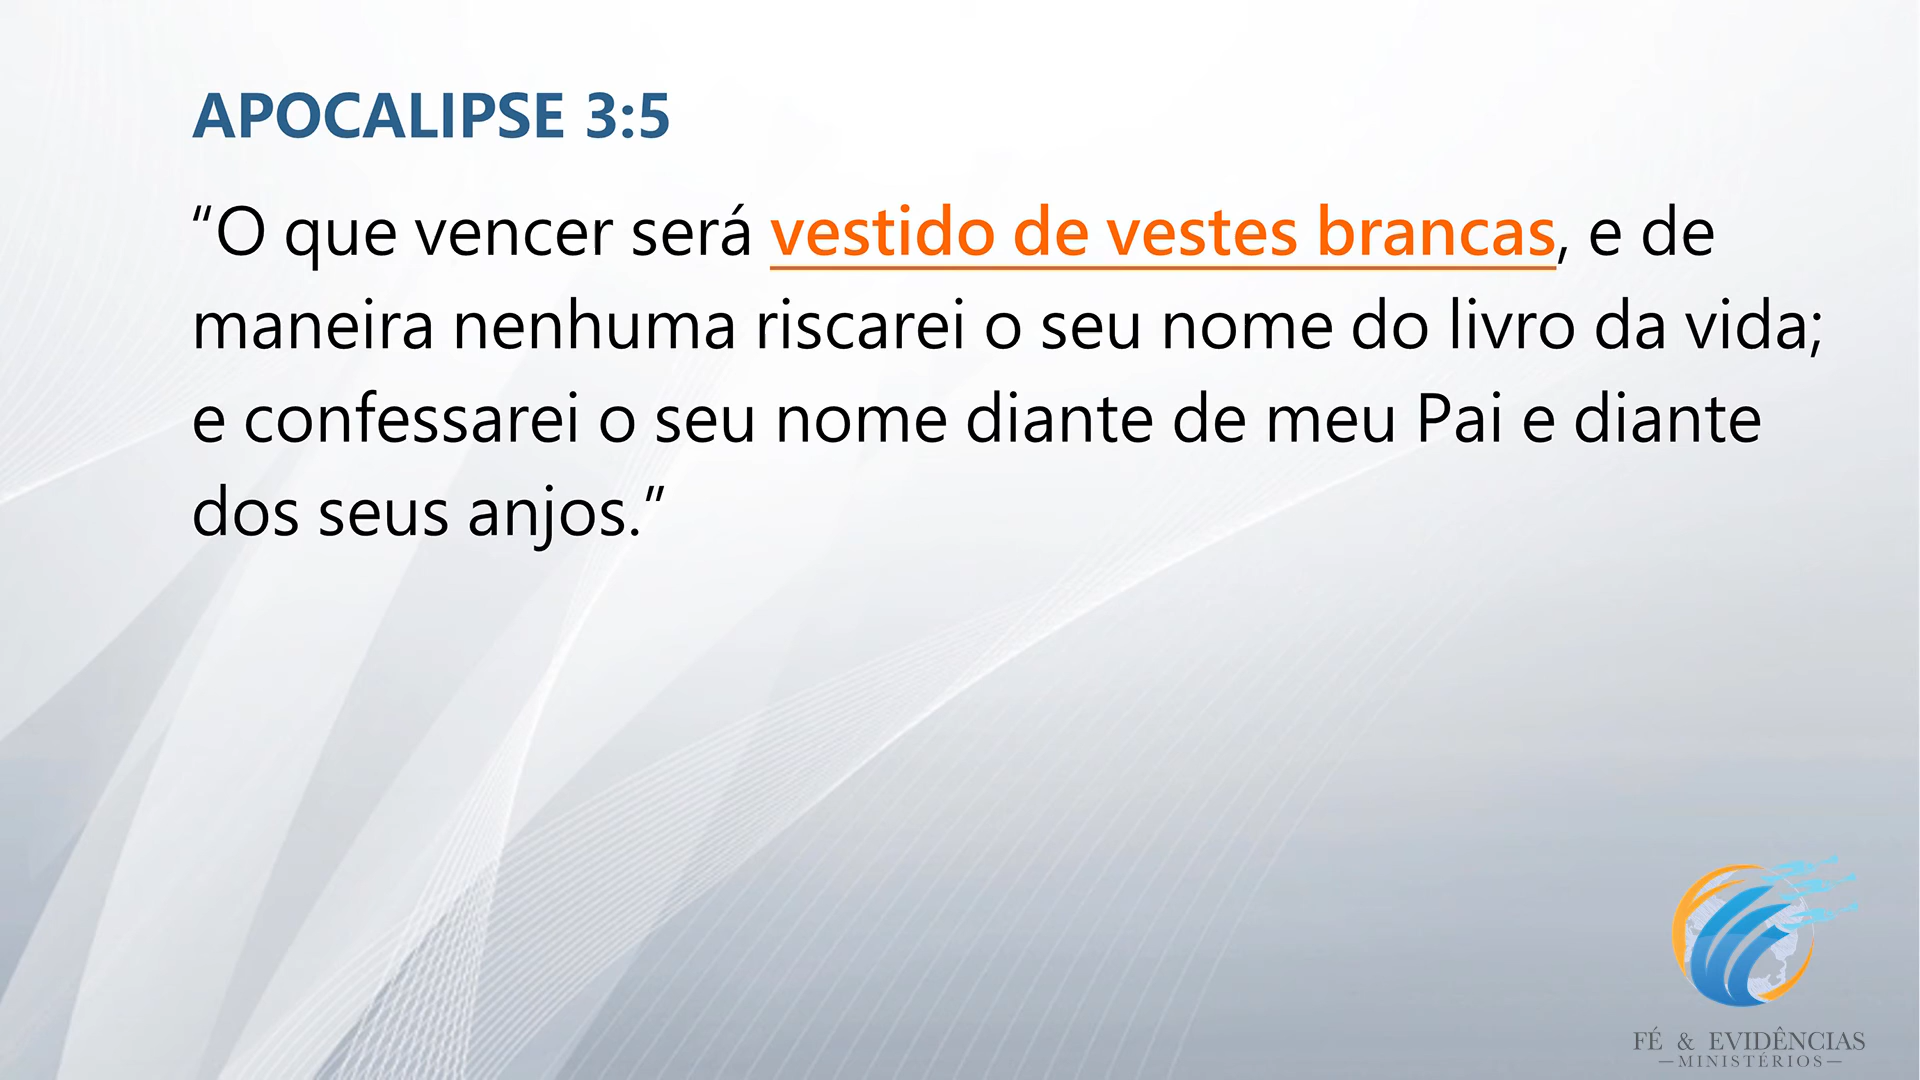 APOCALIPSE 3:5
“O que vencer será vestido de vestes brancas, e de
maneira nenhuma riscarei o seu nome do livro da vida;
e confessarei o seu nome diante de meu Pai e diante
dos seus anjos.”
FÉ & EVIDÊNCIAS
—MINISTÉRIOS—